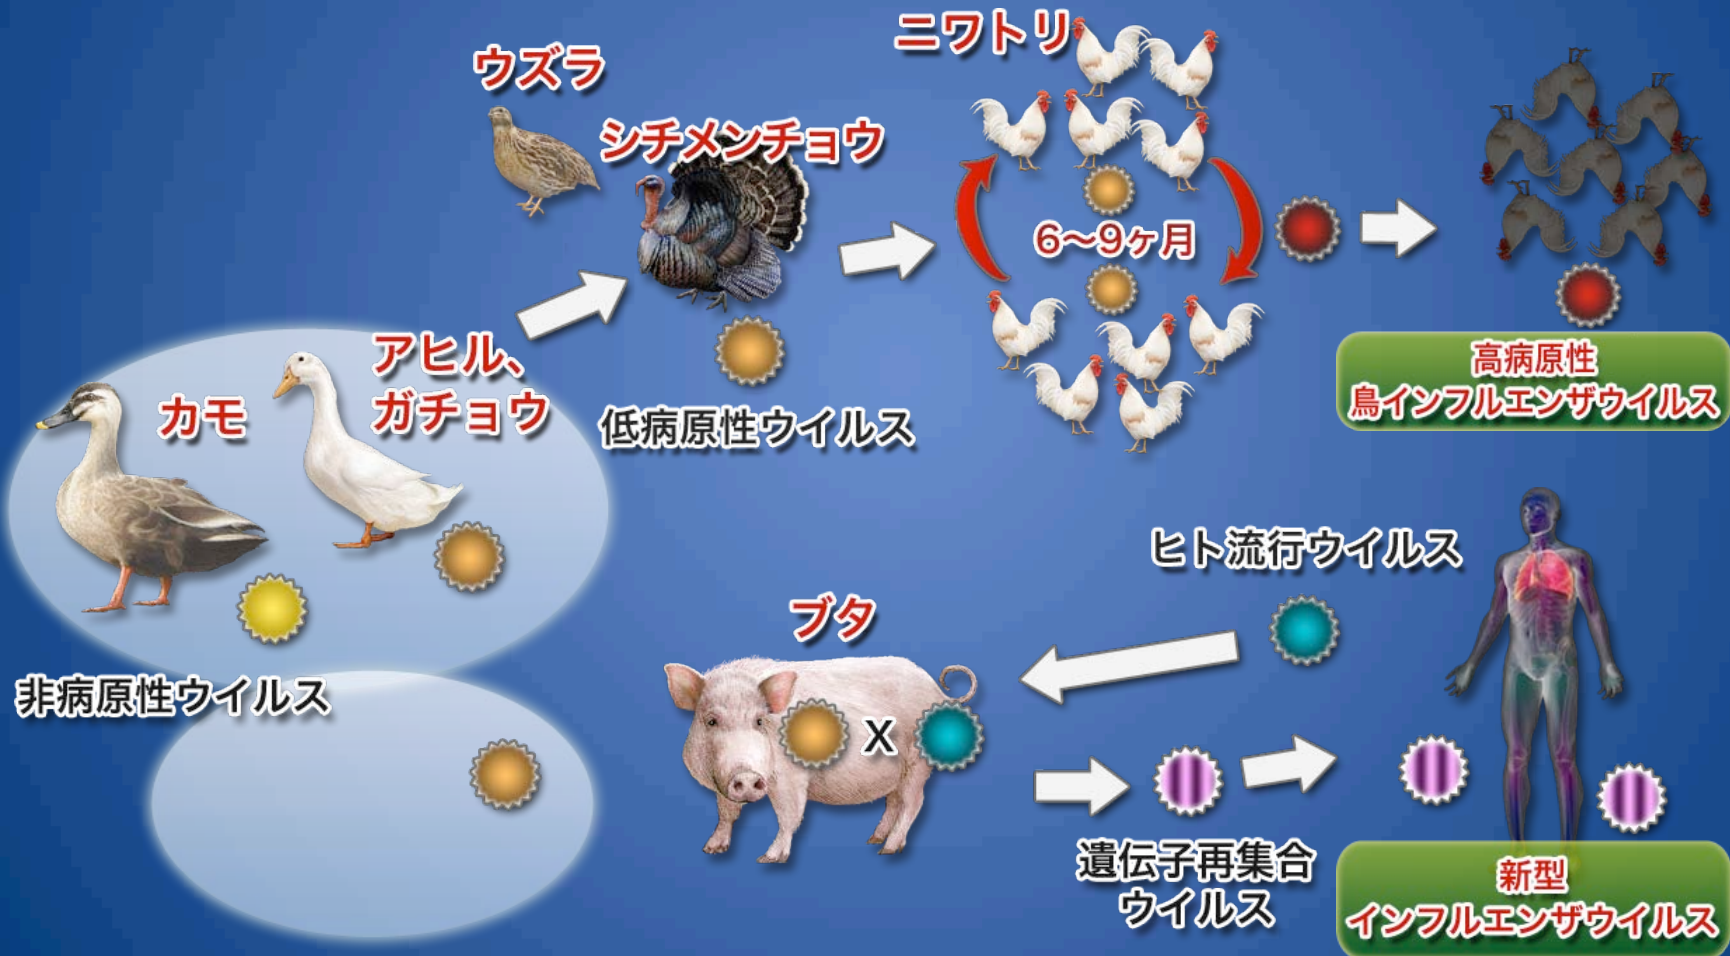 ニワトリ
ウズラ
シチメンチョウ
6〜9ヶ月
アヒル、
ガチョウ
カモ
低病原性ウイルス
高病原性
鳥インフルエンザウイルス
非病原性ウイルス
ヒト流行ウイルス
ブタ
X
遺伝子再集合
ウイルス
新型
インフルエンザウイルス